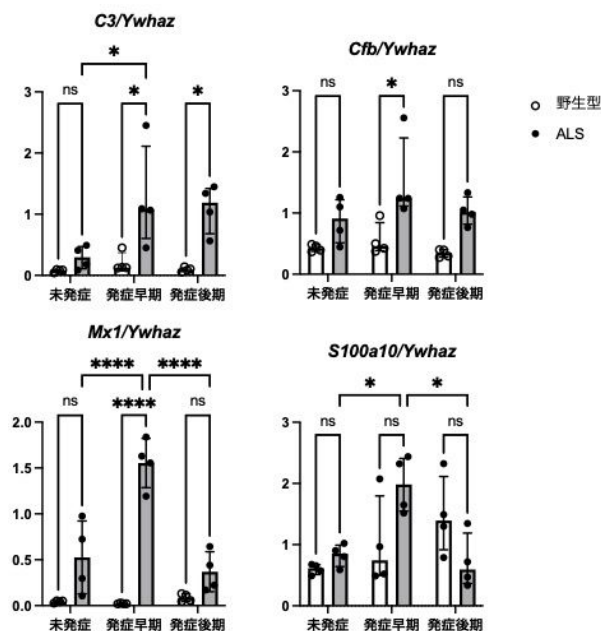 C3/Ywhaz
*
ns
*
*
3
2
1
0
未発症 発症早期 発症後期
Cfb/Ywhaz
ns
*
ns
3
2
1
0
未発症 発症早期 発症後期
野生型
ALS
Mx1/Ywhaz
**** ****
ns
****
ns
2.0
1.5
1.0
0.5
0.0
未発症 発症早期 発症後期
S100a10/Ywhaz
* *
ns
ns
ns
3
2
1
0
未発症 発症早期 発症後期